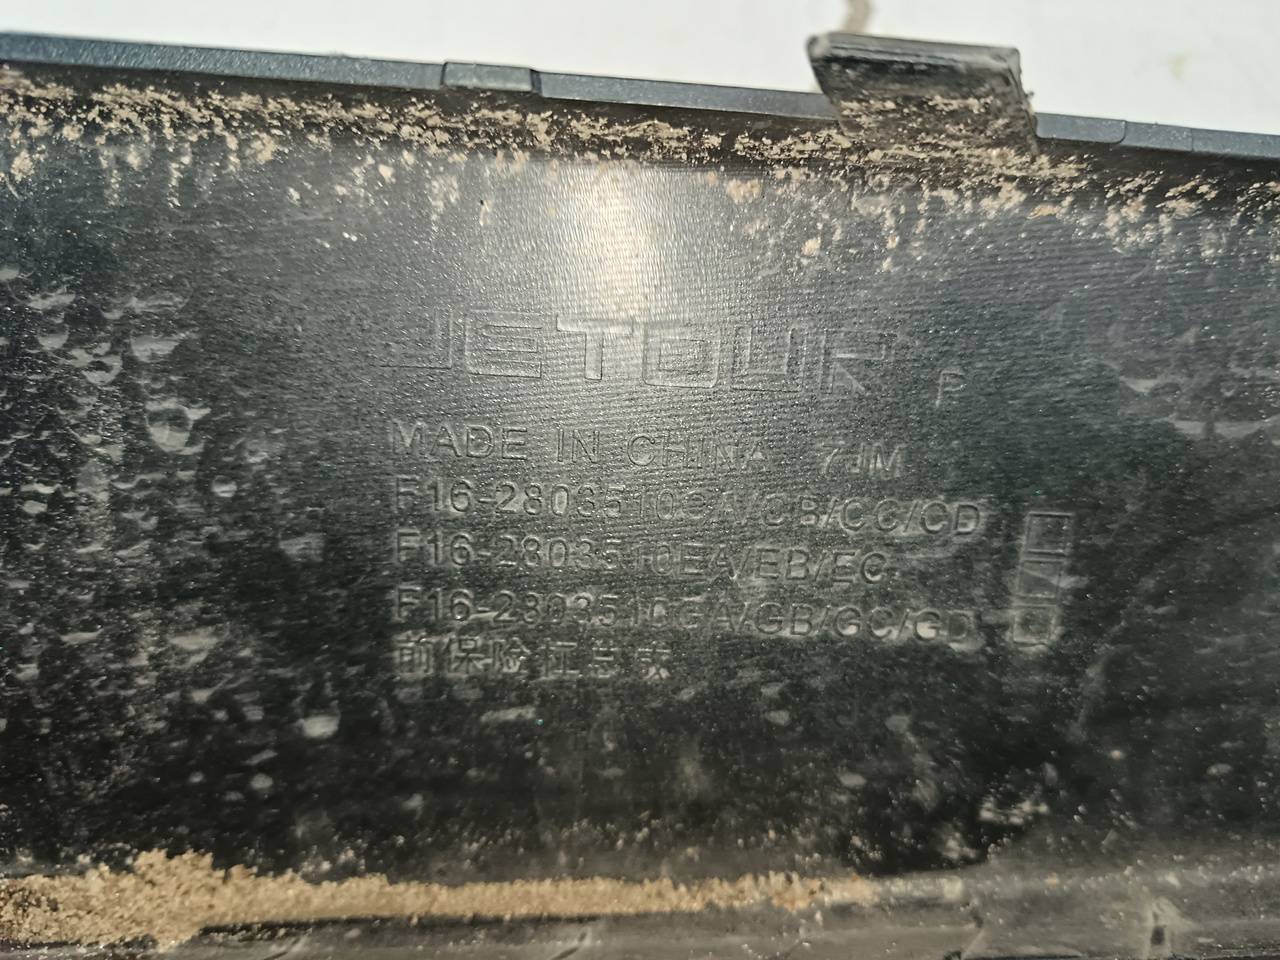 JETOUR P
MADE IN CHINA 7JM
F16-2803510CA/CB/CC/CD
F16-2803510EA/EB/EC
F16-2803510GA/GB/GC/GD
前保险杠总成